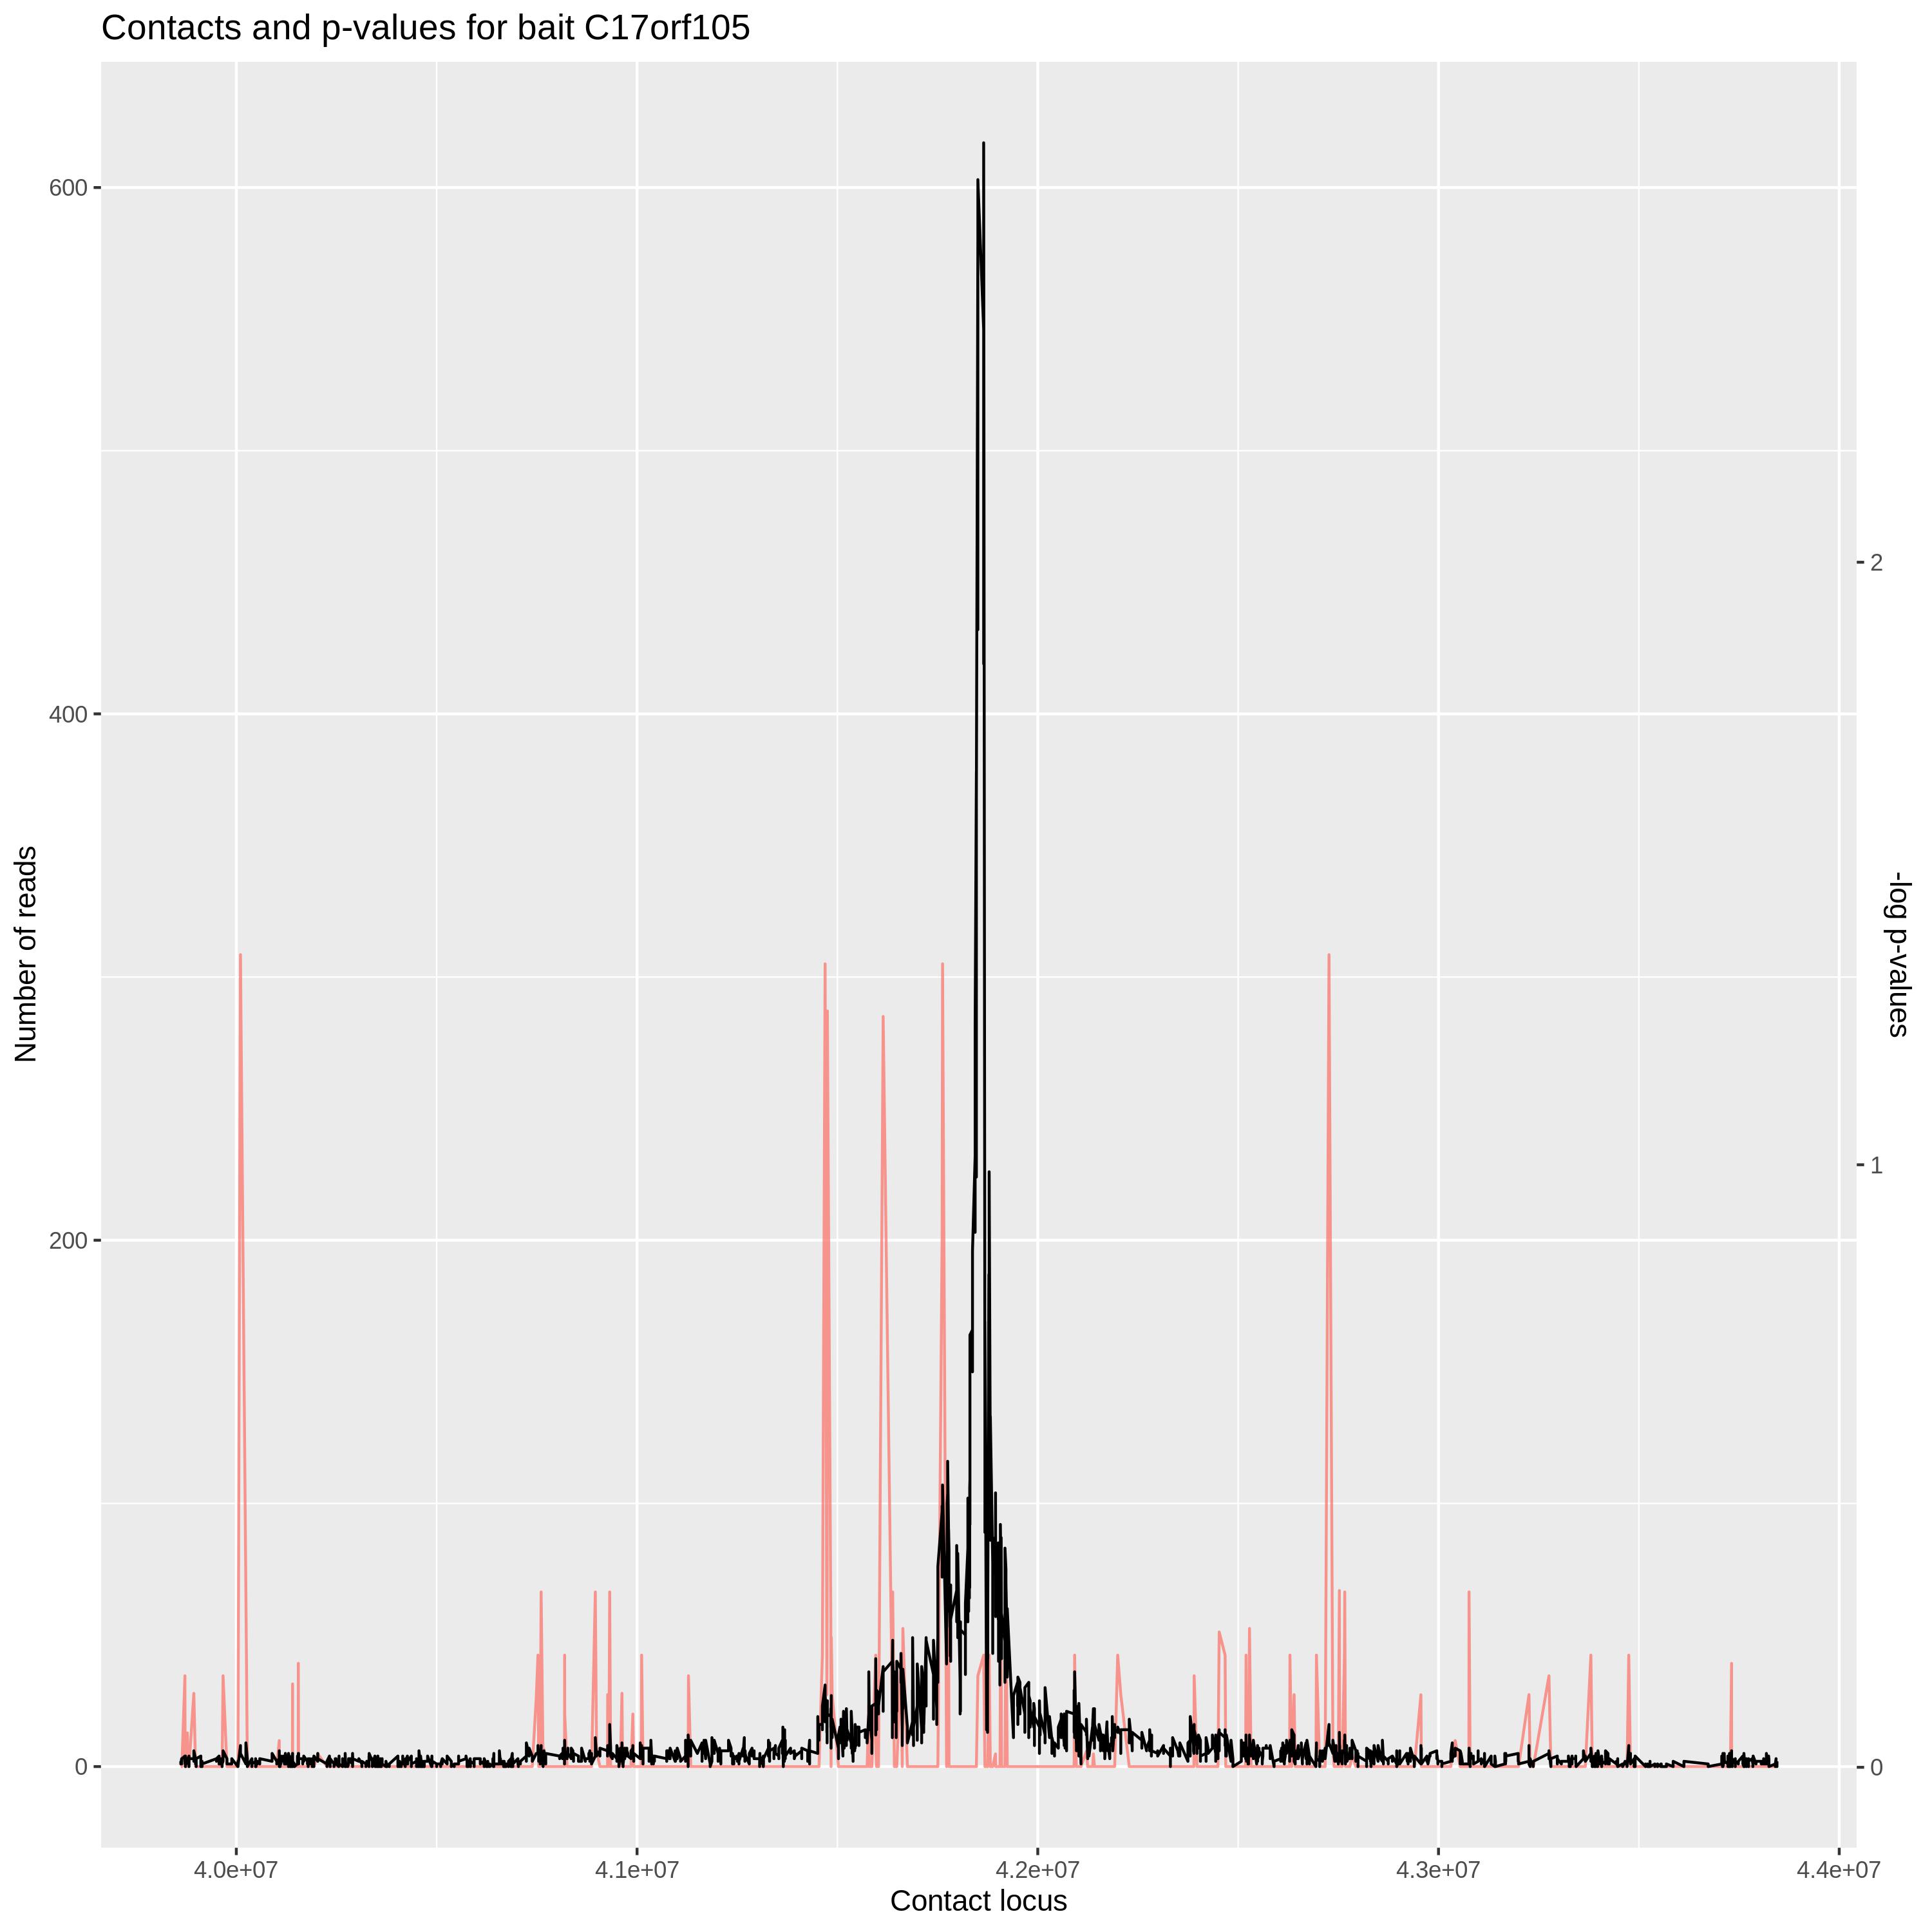 Contacts and p-values for bait C17orf105
600
400
200
0
Number of reads
2
1
0
-log p-values
4.0e+07
4.1e+07
4.2e+07
4.3e+07
4.4e+07
Contact locus